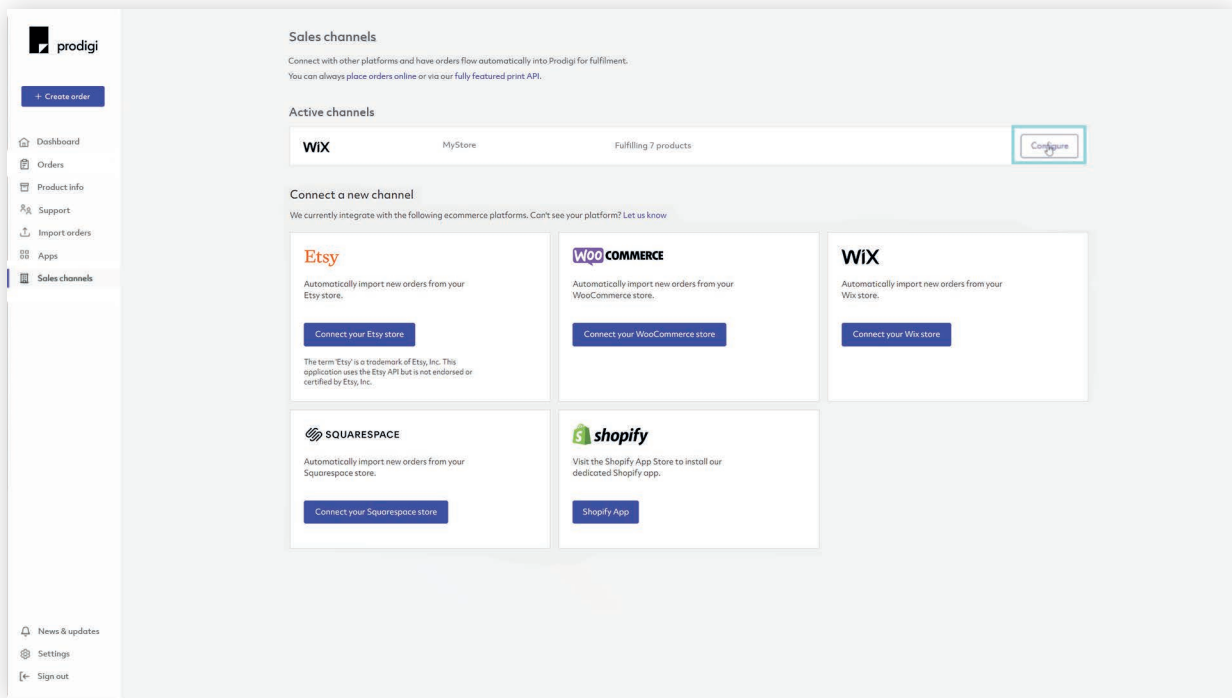 prodigi
+ Create order
Dashboard
Orders
Product info
Support
Import orders
Apps
Sales channels
News & updates
Settings
Sign out
Sales channels
Connect with other platforms and have orders flow automatically into Prodigi for fulfilment.
You can always place orders online or via our fully featured print API.
Active channels
WiX MyStore Fulfilling 7 products Configure
Connect a new channel
We currently integrate with the following ecommerce platforms. Can't see your platform? Let us know
Etsy
Automatically import new orders from your
Etsy store.
Connect your Etsy store
The term 'Etsy' is a trademark of Etsy, Inc. This
application uses the Etsy API but is not endorsed or
certified by Etsy, Inc.
WOO COMMERCE
Automatically import new orders from your
WooCommerce store.
Connect your WooCommerce store
WiX
Automatically import new orders from your
Wix store.
Connect your Wix store
SQUARESPACE
Automatically import new orders from your
Squarespace store.
Connect your Squarespace store
shopify
Visit the Shopify App Store to install our
dedicated Shopify app.
Shopify App